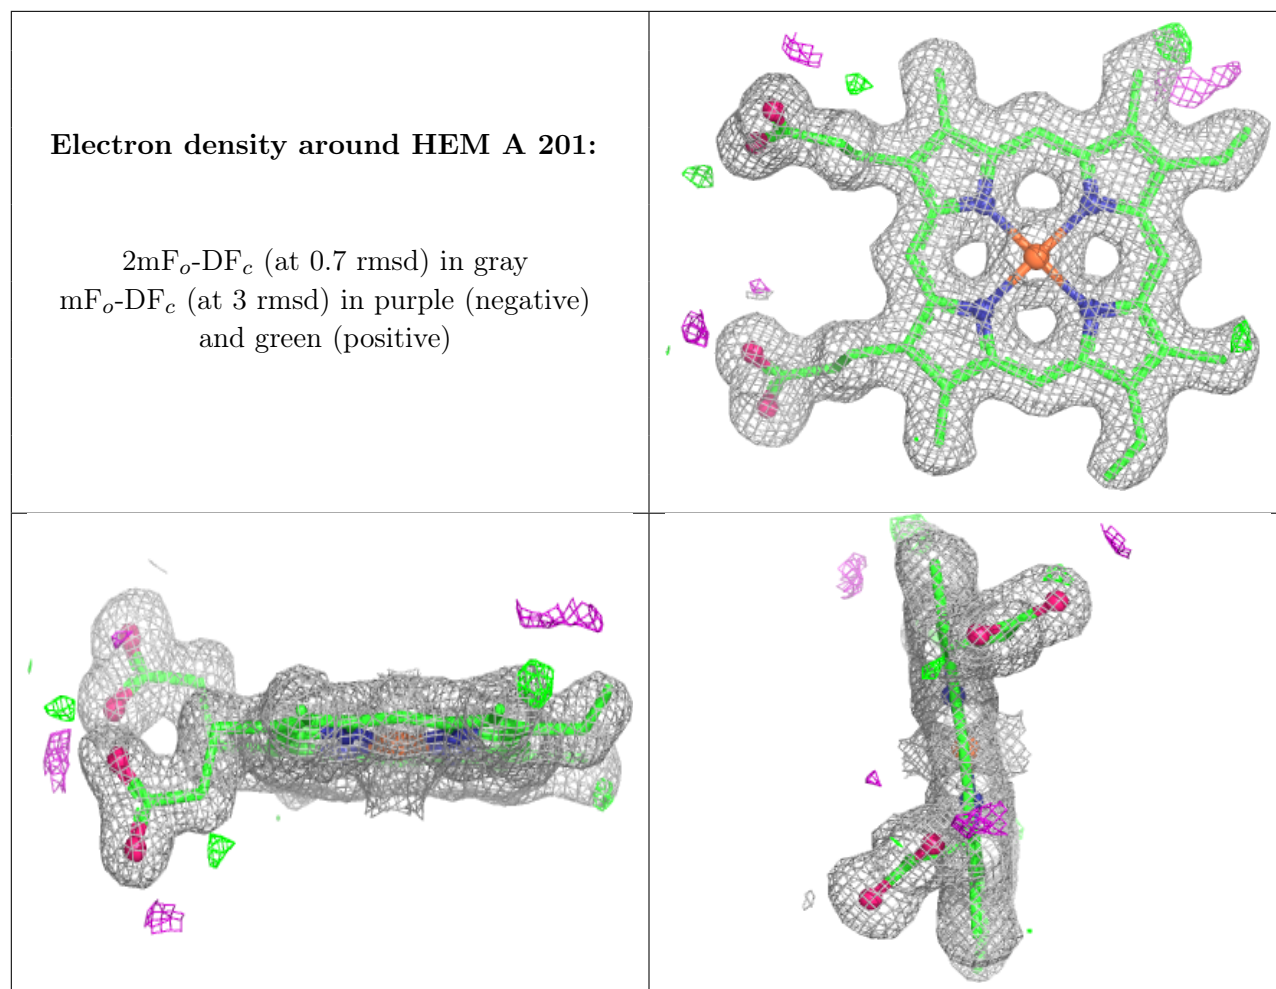 Electron density around HEM A 201:
2mFo-DFc (at 0.7 rmsd) in gray
mFo-DFc (at 3 rmsd) in purple (negative)
and green (positive)